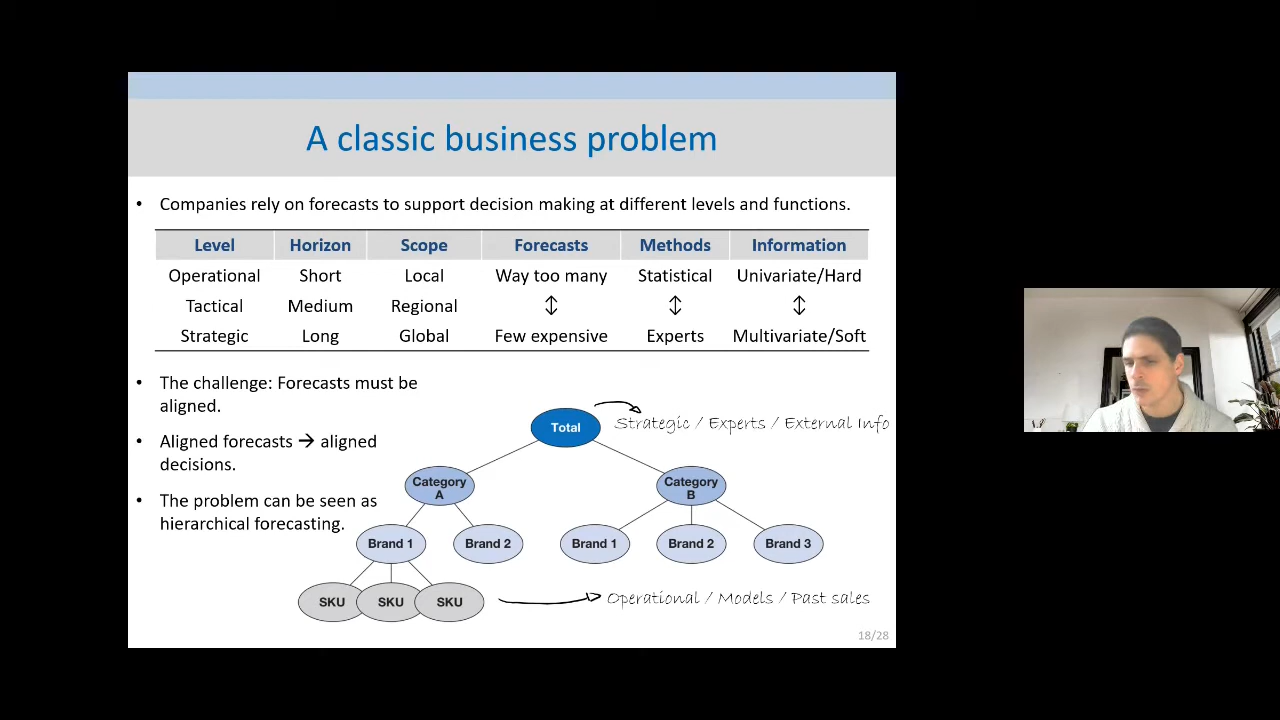 A classic business problem
• Companies rely on forecasts to support decision making at different levels and functions.
Level Horizon Scope Forecasts Methods Information
Operational Short Local Way too many Statistical Univariate/Hard
Tactical Medium Regional ↕ ↕ ↕
Strategic Long Global Few expensive Experts Multivariate/Soft
• The challenge: Forecasts must be
aligned.
• Aligned forecasts → aligned
decisions.
• The problem can be seen as
hierarchical forecasting.
Total
Strategic / Experts / External Info
Category
A
Category
B
Brand 1
Brand 2
Brand 1
Brand 2
Brand 3
SKU
SKU
SKU
Operational / Models / Past sales
18/28